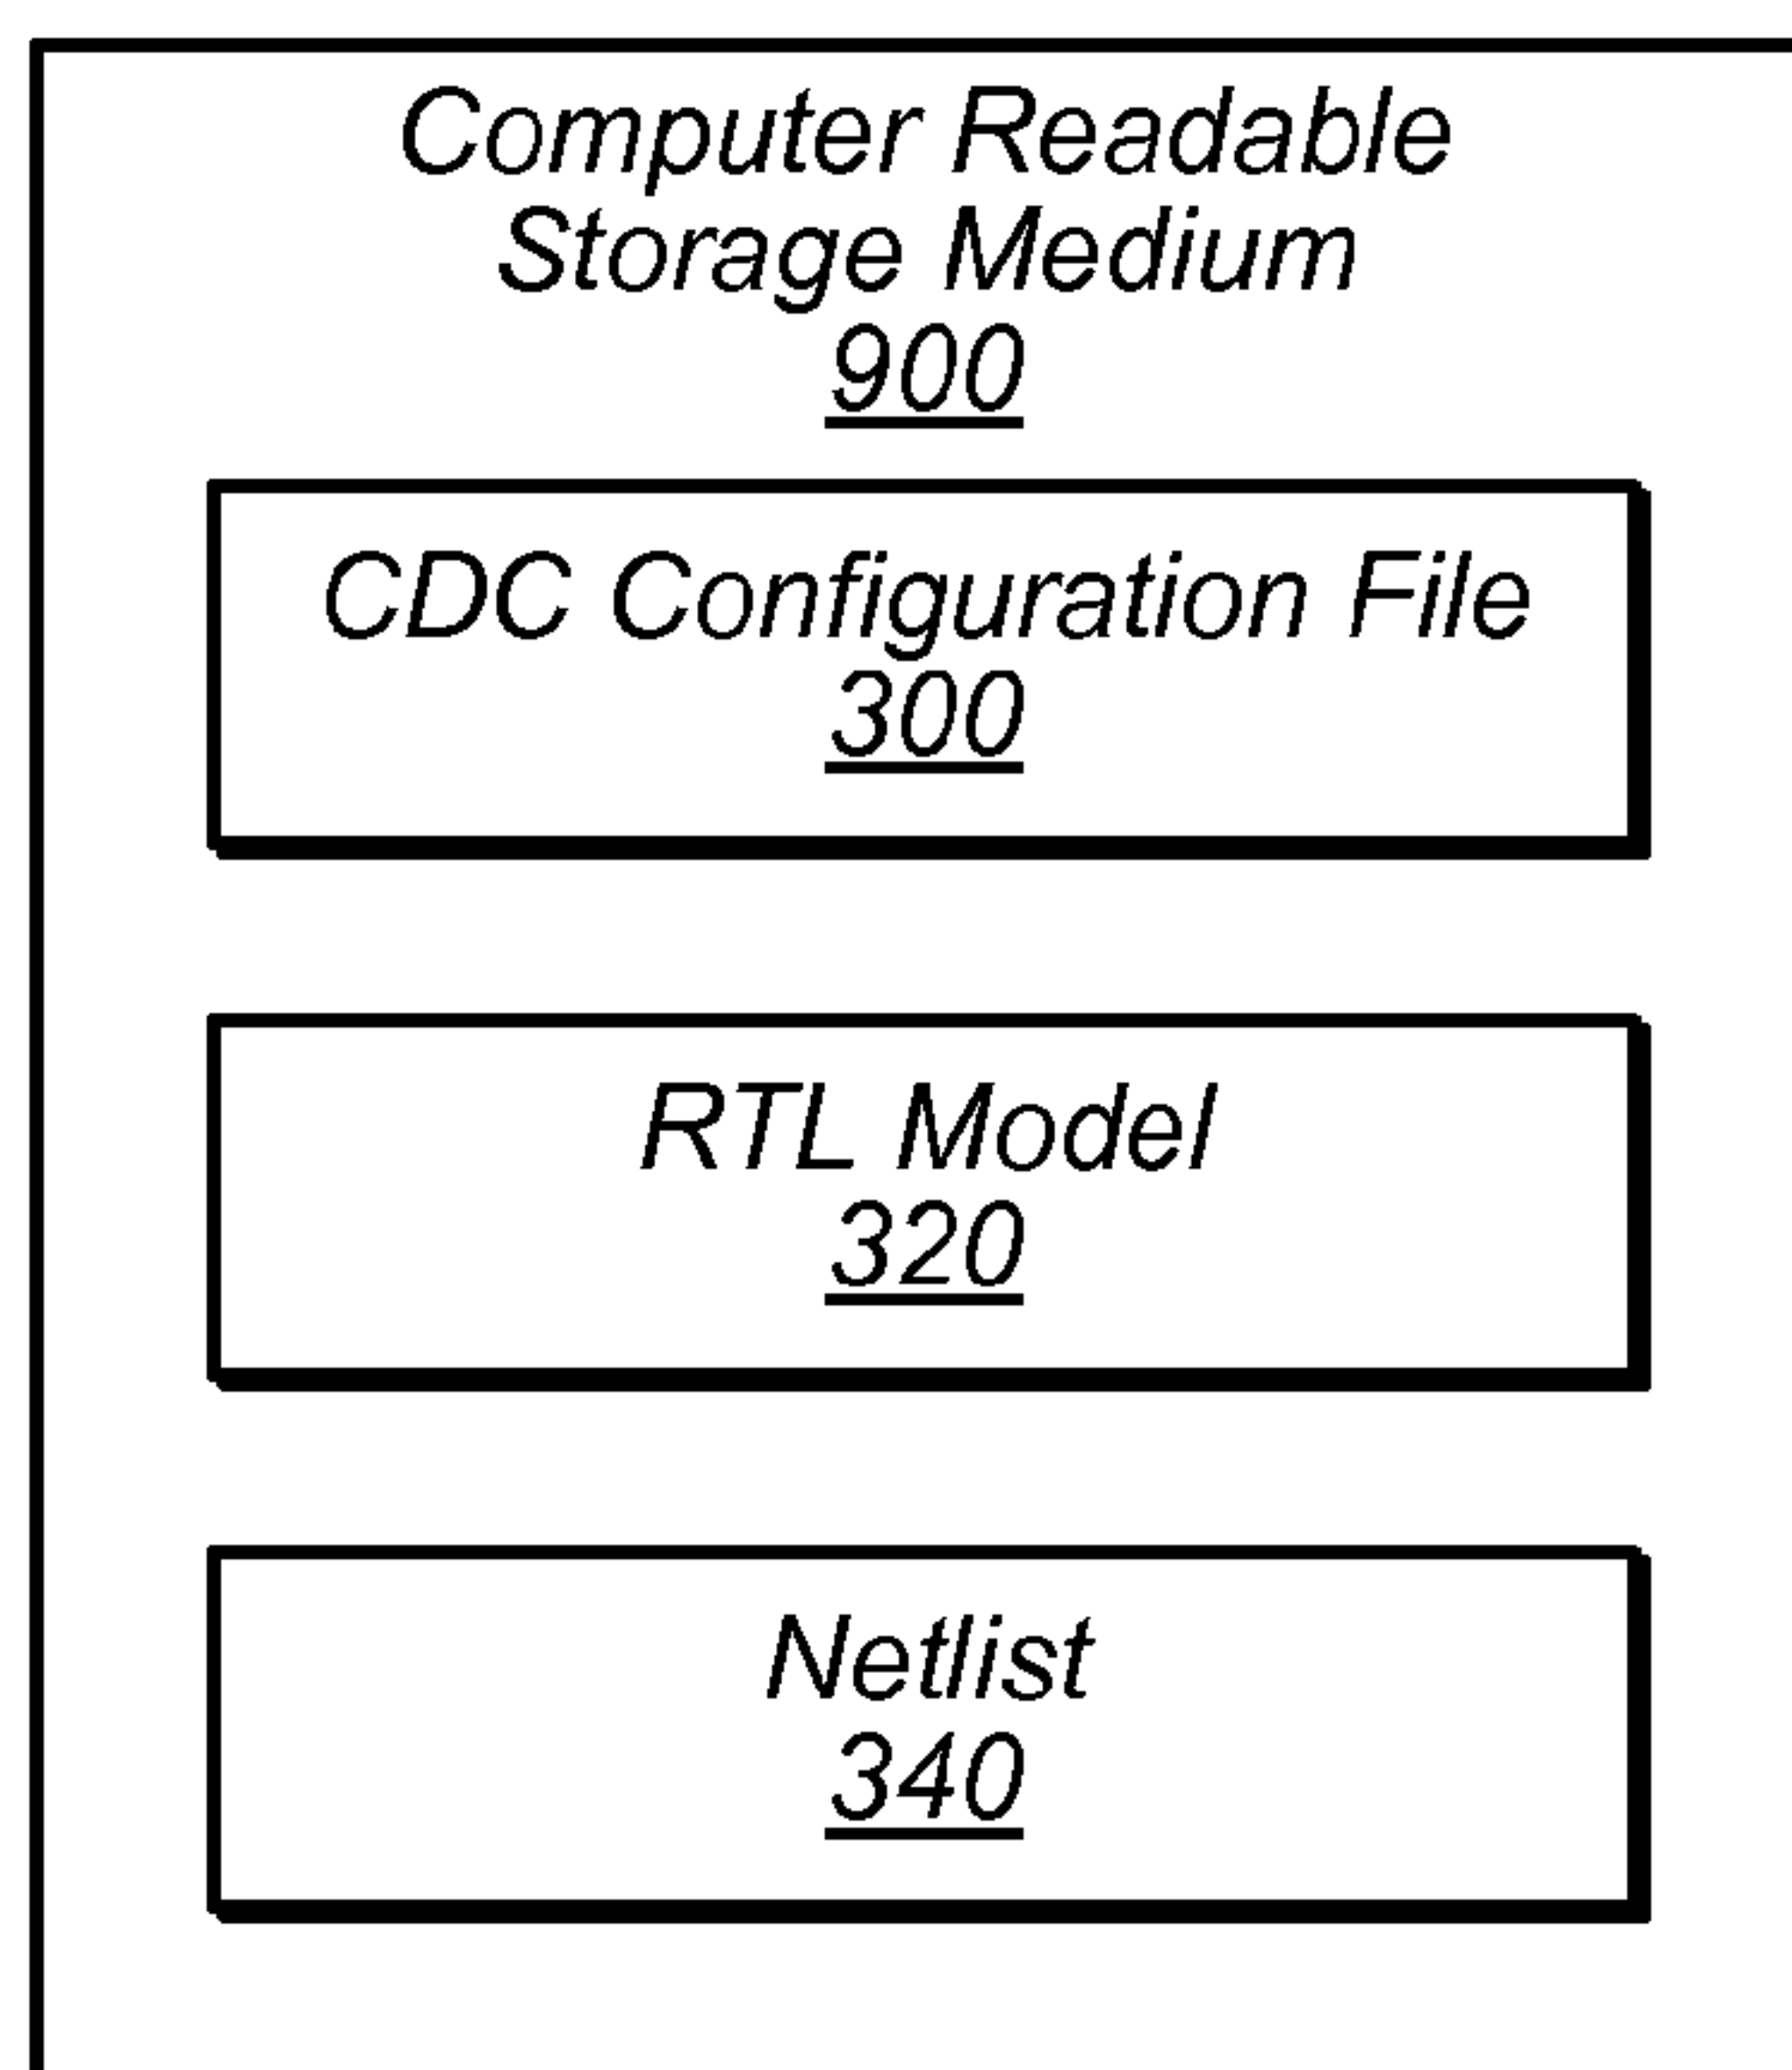 Computer Readable
Storage Medium
900
CDC Configuration File
300
RTL Model
320
Netlist
340